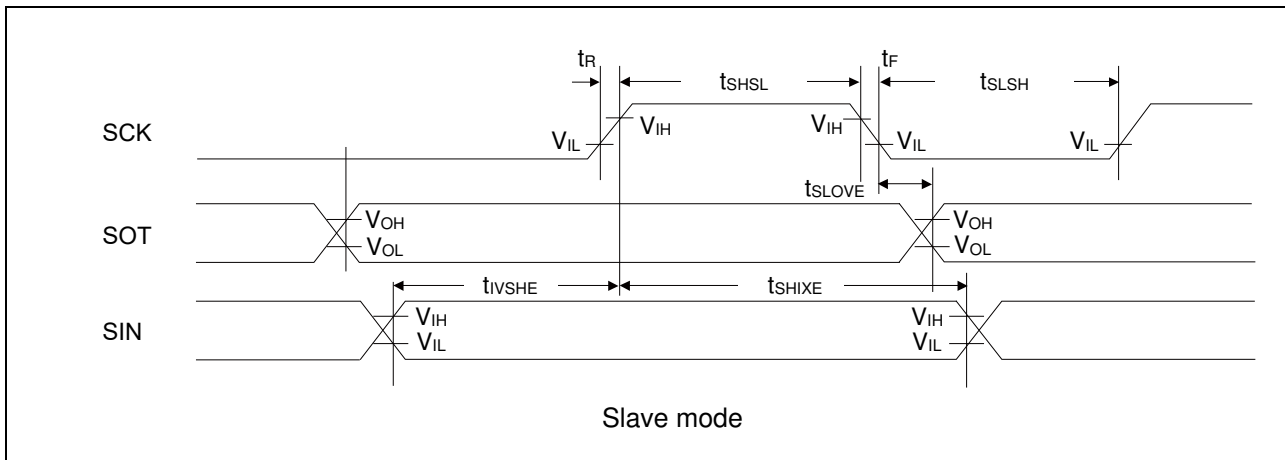 tR tF
tSHSL tSLSH
SCK VIH VIH
VIL VIL VIL
tSLOVE
SOT VOH VOH
VOL VOL
tIVSHE tSHIXE
SIN VIH VIH
VIL VIL
Slave mode